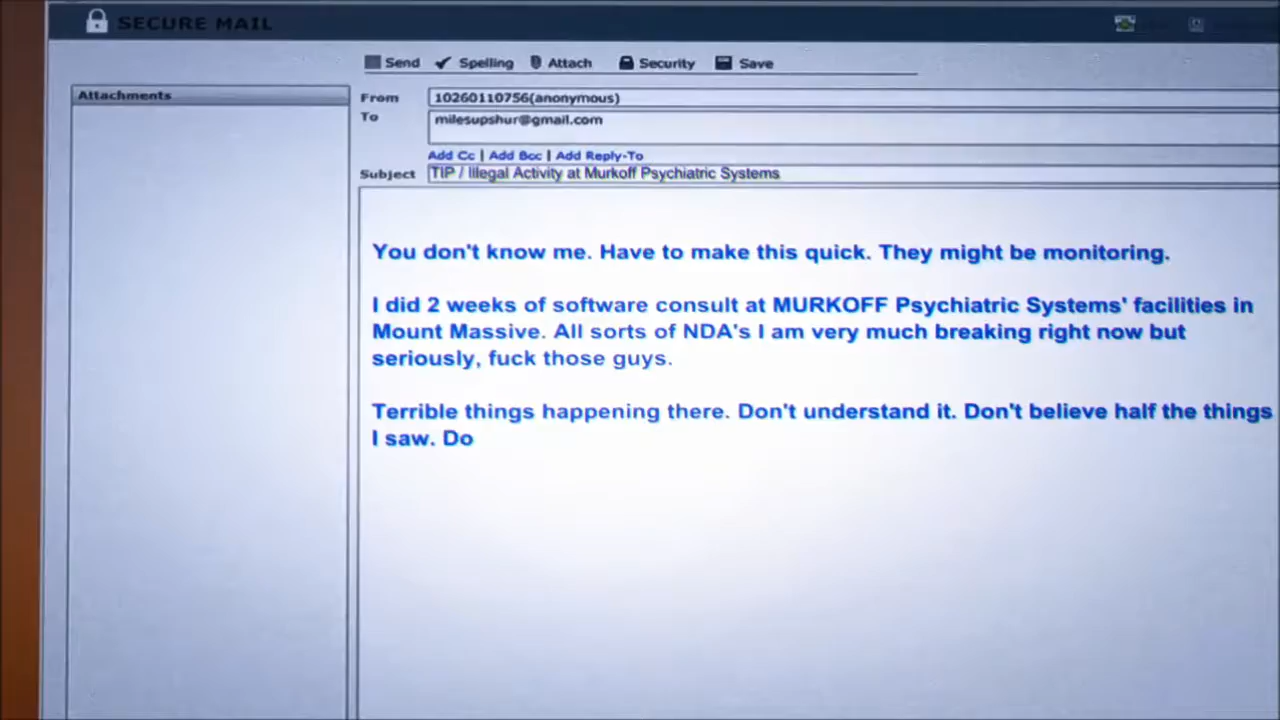 SECURE MAIL
Send Spelling Attach Security Save
Attachments
From 10260110756(anonymous)
To milesupshur@gmail.com
Add Cc | Add Bcc | Add Reply-To
Subject TIP / Illegal Activity at Murkoff Psychiatric Systems
You don't know me. Have to make this quick. They might be monitoring.
I did 2 weeks of software consult at MURKOFF Psychiatric Systems' facilities in
Mount Massive. All sorts of NDA's I am very much breaking right now but
seriously, fuck those guys.
Terrible things happening there. Don't understand it. Don't believe half the things
I saw. Do